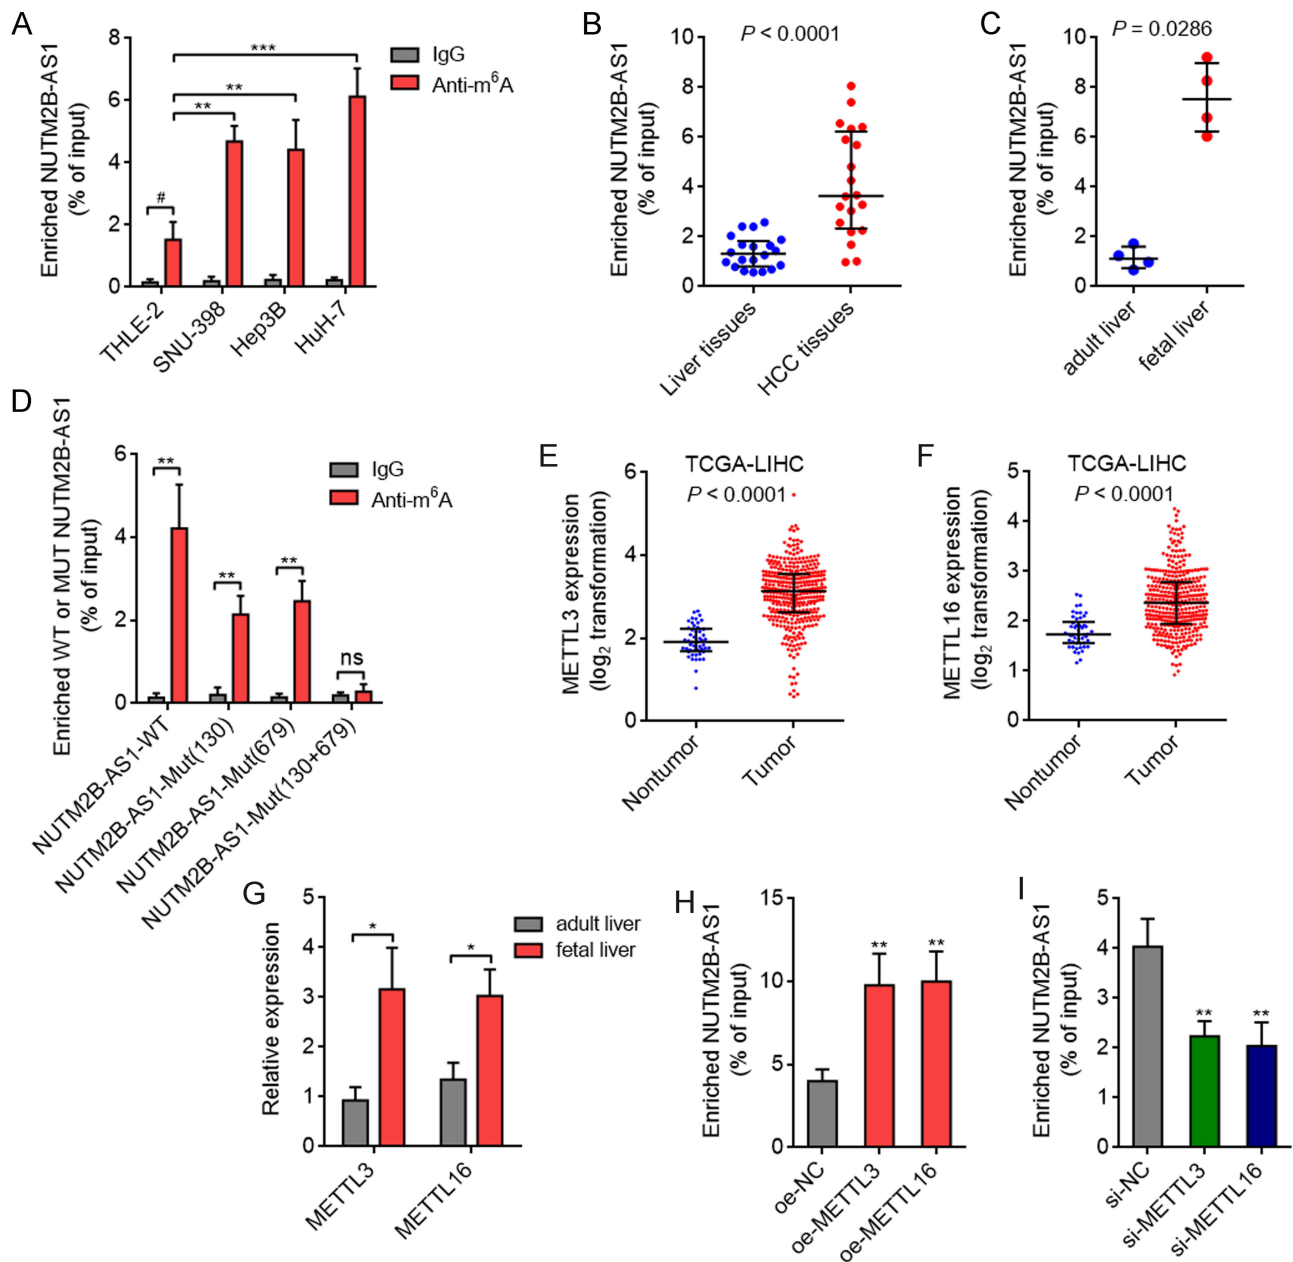 A
Enriched NUTM2B-AS1
(% of input)
8
6
4
2
0
***
**
**
#
IgG
Anti-m⁶A
THLE-2
SNU-398
Hep3B
HuH-7
B
Enriched NUTM2B-AS1
(% of input)
P < 0.0001
10
8
6
4
2
0
Liver tissues
HCC tissues
C
Enriched NUTM2B-AS1
(% of input)
P = 0.0286
10
8
6
4
2
0
adult liver
fetal liver
D
Enriched WT or MUT NUTM2B-AS1
(% of input)
6
4
2
0
**
**
**
ns
IgG
Anti-m⁶A
NUTM2B-AS1-WT
NUTM2B-AS1-Mut(130)
NUTM2B-AS1-Mut(679)
NUTM2B-AS1-Mut(130+679)
E
METTL3 expression
(log₂ transformation)
TCGA-LIHC
P < 0.0001
6
4
2
0
Nontumor
Tumor
F
METTL16 expression
(log₂ transformation)
TCGA-LIHC
P < 0.0001
5
4
3
2
1
0
Nontumor
Tumor
G
Relative expression
5
4
3
2
1
0
*
*
adult liver
fetal liver
METTL3
METTL16
H
Enriched NUTM2B-AS1
(% of input)
15
10
5
0
**
**
oe-NC
oe-METTL3
oe-METTL16
I
Enriched NUTM2B-AS1
(% of input)
5
4
3
2
1
0
**
**
si-NC
si-METTL3
si-METTL16